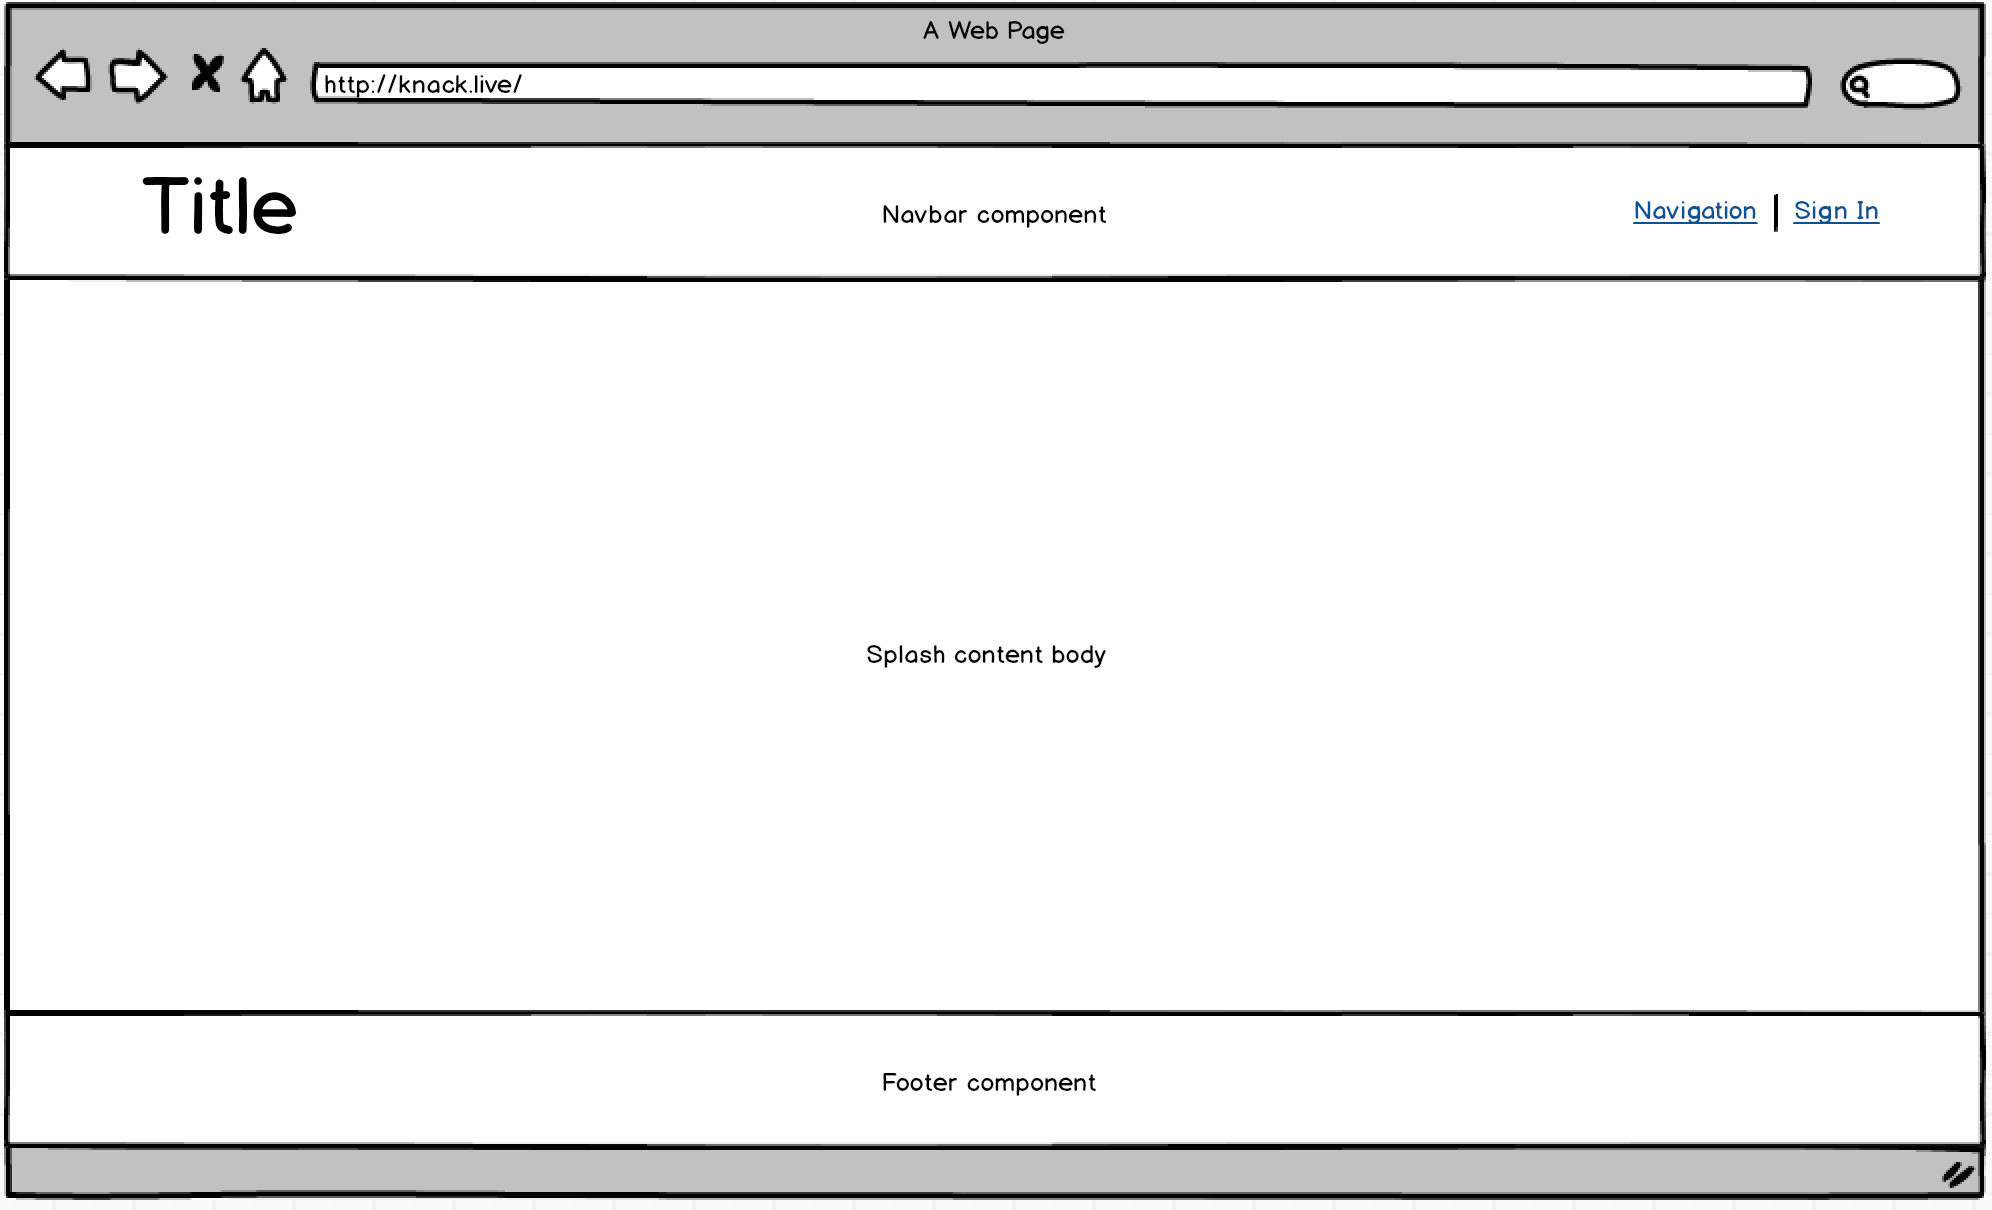 A Web Page
http://knack.live/
Title
Navbar component
Navigation | Sign In
Splash content body
Footer component